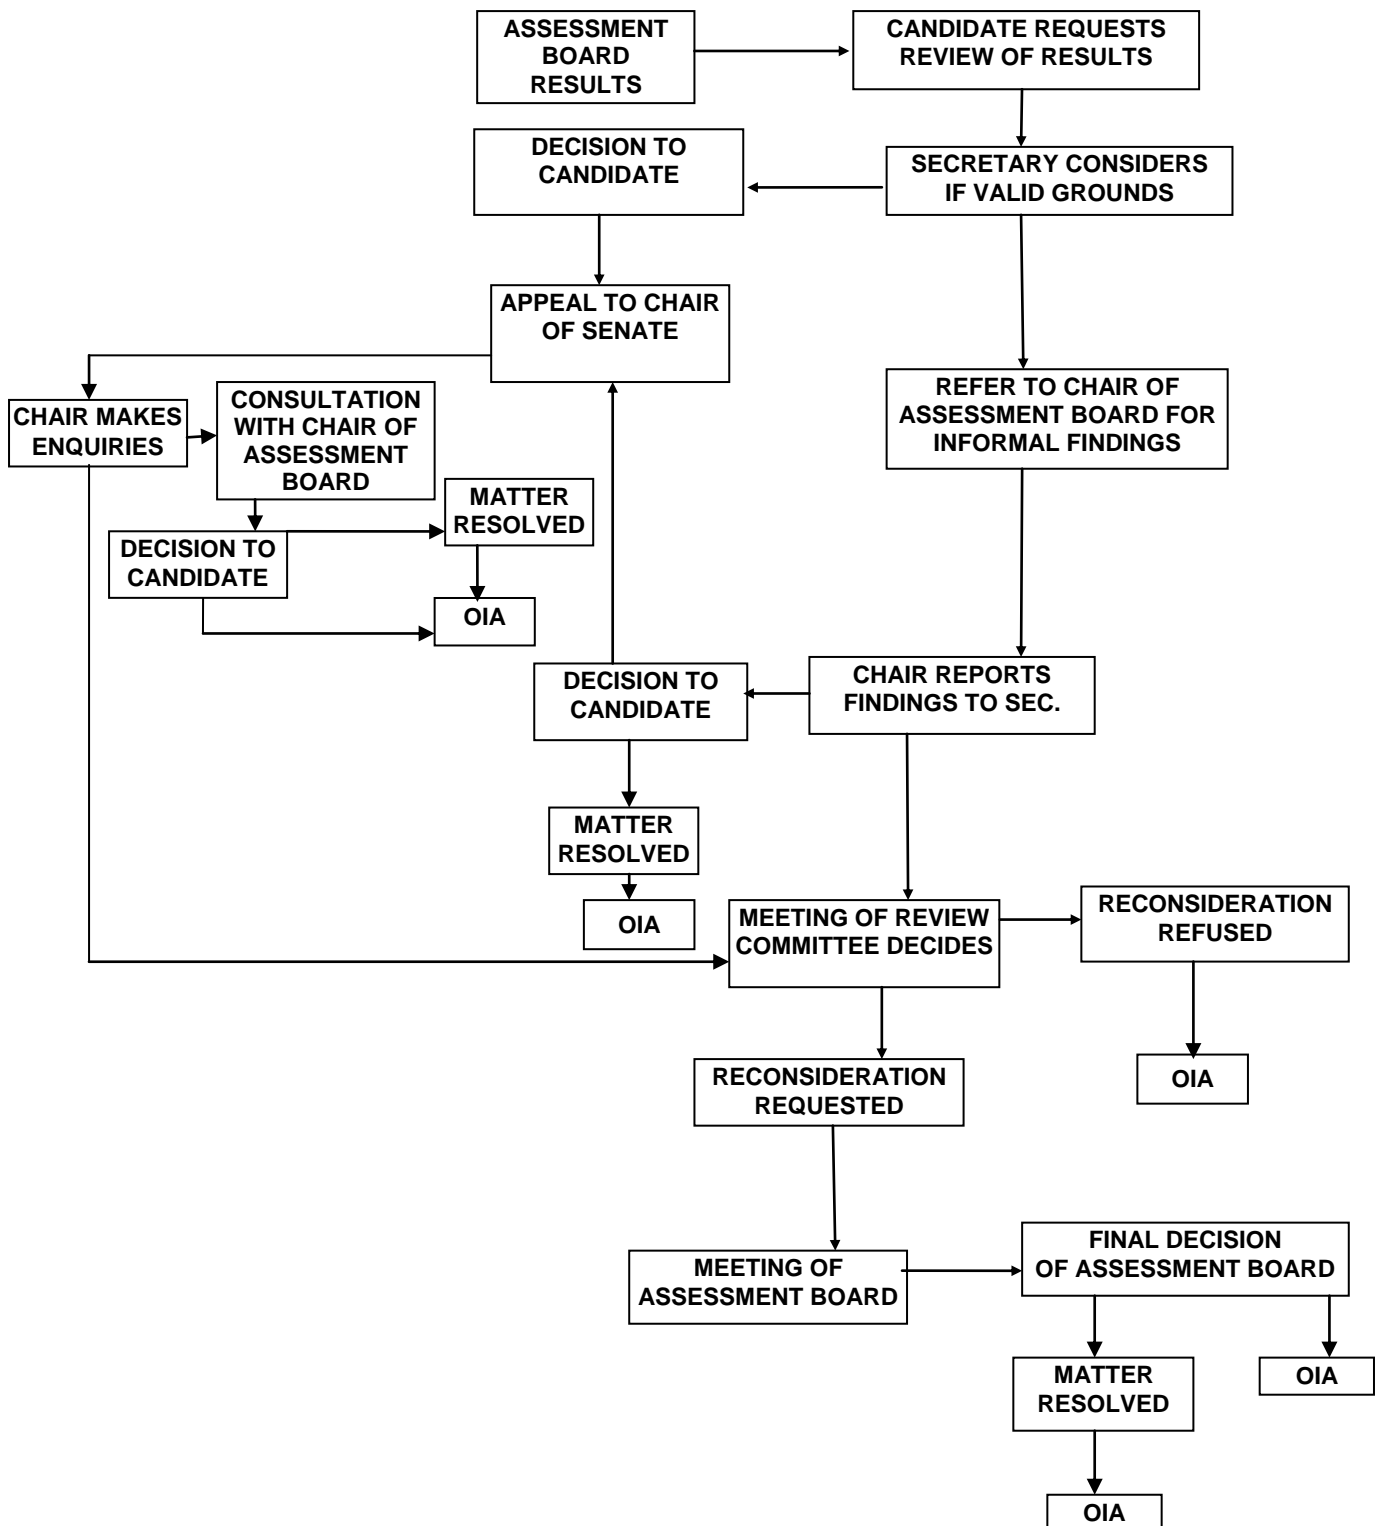 ASSESSMENT
BOARD
RESULTS
CANDIDATE REQUESTS
REVIEW OF RESULTS
DECISION TO
CANDIDATE
SECRETARY CONSIDERS
IF VALID GROUNDS
APPEAL TO CHAIR
OF SENATE
REFER TO CHAIR OF
ASSESSMENT BOARD FOR
INFORMAL FINDINGS
CHAIR MAKES
ENQUIRIES
CONSULTATION
WITH CHAIR OF
ASSESSMENT
BOARD
MATTER
RESOLVED
DECISION TO
CANDIDATE
OIA
DECISION TO
CANDIDATE
CHAIR REPORTS
FINDINGS TO SEC.
MATTER
RESOLVED
OIA
MEETING OF REVIEW
COMMITTEE DECIDES
RECONSIDERATION
REFUSED
OIA
RECONSIDERATION
REQUESTED
MEETING OF
ASSESSMENT BOARD
FINAL DECISION
OF ASSESSMENT BOARD
MATTER
RESOLVED
OIA
OIA